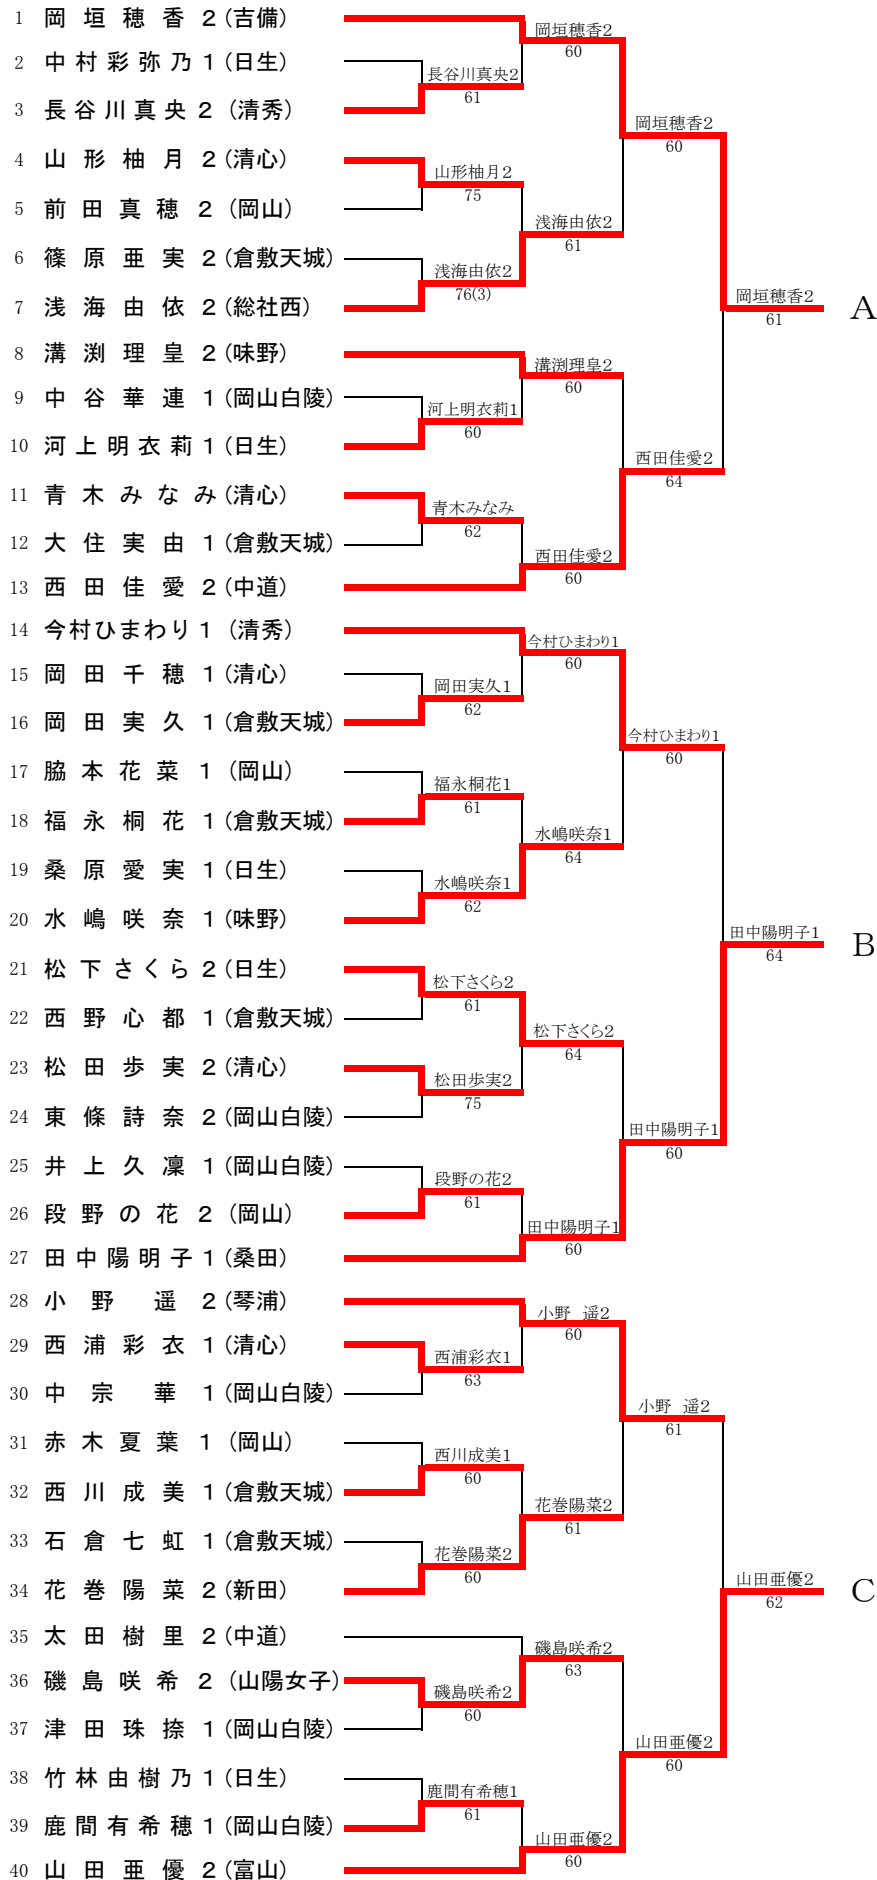 1 岡垣穂香 2 (吉備)
2 中村彩弥乃 1 (日生)
3 長谷川真央 2 (清秀)
4 山形柚月 2 (清心)
5 前田真穂 2 (岡山)
6 篠原亜実 2 (倉敷天城)
7 浅海由依 2 (総社西)
8 溝渕理皇 2 (味野)
9 中谷華連 1 (岡山白陵)
10 河上明衣莉 1 (日生)
11 青木みなみ (清心)
12 大住実由 1 (倉敷天城)
13 西田佳愛 2 (中道)
14 今村ひまわり 1 (清秀)
15 岡田千穂 1 (清心)
16 岡田実久 1 (倉敷天城)
17 脇本花菜 1 (岡山)
18 福永桐花 1 (倉敷天城)
19 桑原愛実 1 (日生)
20 水嶋咲奈 1 (味野)
21 松下さくら 2 (日生)
22 西野心都 1 (倉敷天城)
23 松田歩実 2 (清心)
24 東條詩奈 2 (岡山白陵)
25 井上久凜 1 (岡山白陵)
26 段野の花 2 (岡山)
27 田中陽明子 1 (桑田)
28 小野遥 2 (琴浦)
29 西浦彩衣 1 (清心)
30 中宗華 1 (岡山白陵)
31 赤木夏葉 1 (岡山)
32 西川成美 1 (倉敷天城)
33 石倉七虹 1 (倉敷天城)
34 花巻陽菜 2 (新田)
35 太田樹里 2 (中道)
36 磯島咲希 2 (山陽女子)
37 津田珠捺 1 (岡山白陵)
38 竹林由樹乃 1 (日生)
39 鹿間有希穂 1 (岡山白陵)
40 山田亜優 2 (富山)
長谷川真央2
61
山形柚月2
75
浅海由依2
76(3)
河上明衣莉1
60
青木みなみ
62
岡田実久1
62
福永桐花1
61
水嶋咲奈1
62
松下さくら2
61
松田歩実2
75
段野の花2
61
西浦彩衣1
63
西川成美1
60
花巻陽菜2
60
磯島咲希2
60
鹿間有希穂1
61
岡垣穂香2
60
浅海由依2
61
溝渕理皇2
60
西田佳愛2
60
今村ひまわり1
60
水嶋咲奈1
64
松下さくら2
64
田中陽明子1
60
小野 遥2
60
花巻陽菜2
61
磯島咲希2
63
山田亜優2
60
岡垣穂香2
60
西田佳愛2
64
今村ひまわり1
60
田中陽明子1
60
小野 遥2
61
山田亜優2
60
岡垣穂香2
61
A
田中陽明子1
64
B
山田亜優2
62
C